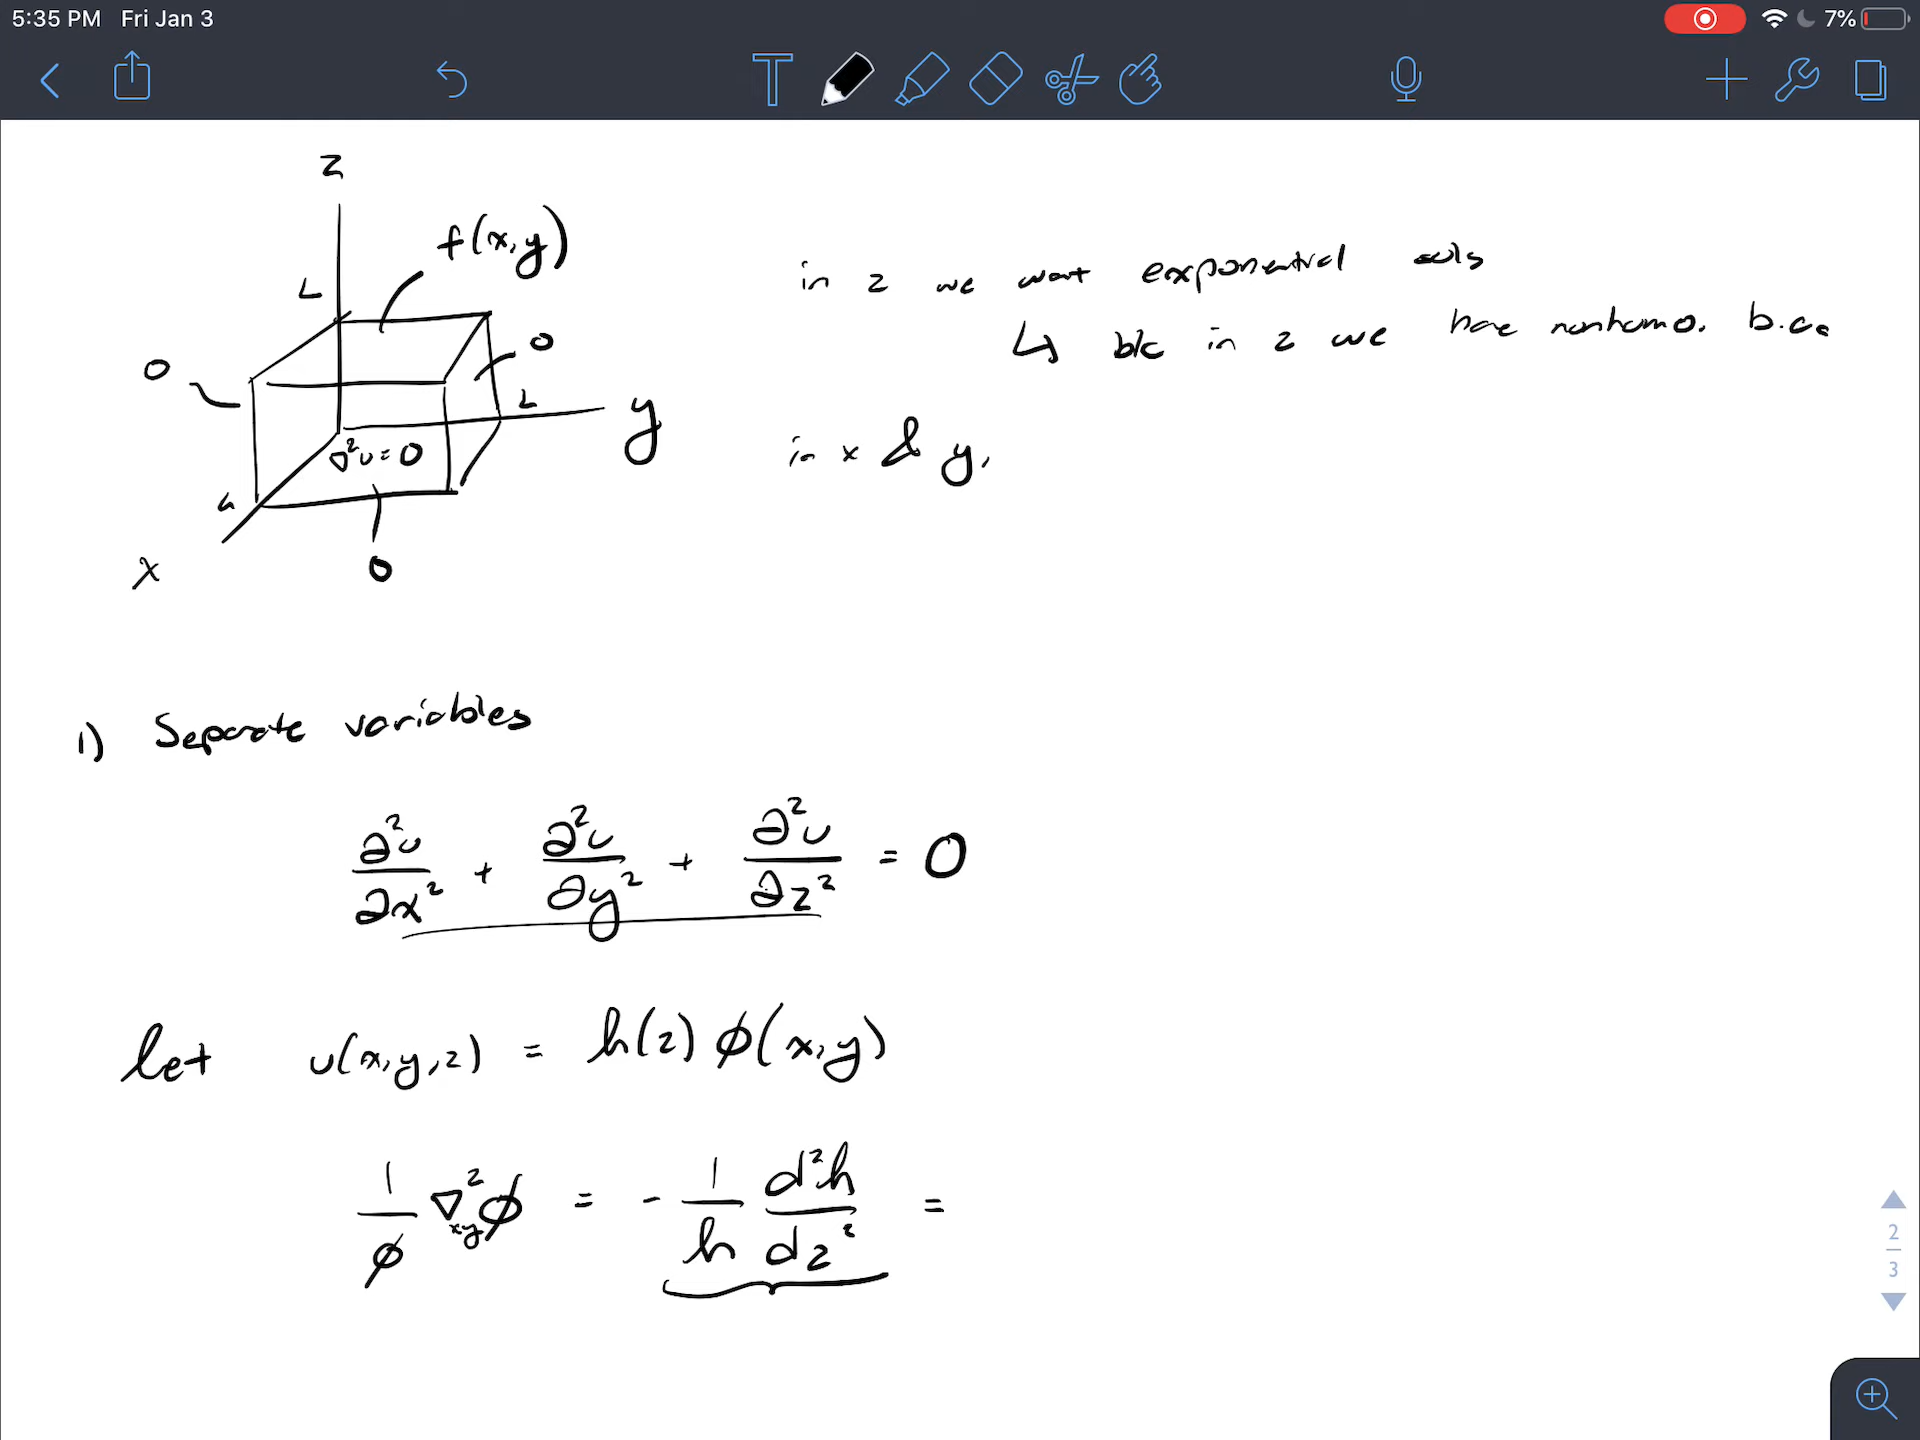 5:35 PM Fri Jan 3
7%
z
f(x,y)
L
0
0
L
y
∇²u = 0
L
x
0
in z we want exponential sols
↳ b/c in z we have nonhomo. b.c.
in x & y,
1) Separate variables
∂²u/∂x² + ∂²u/∂y² + ∂²u/∂z² = 0
let u(x,y,z) = h(z) ϕ(x,y)
1/ϕ ∇²xy ϕ = - 1/h d²h/dz² =
2
3